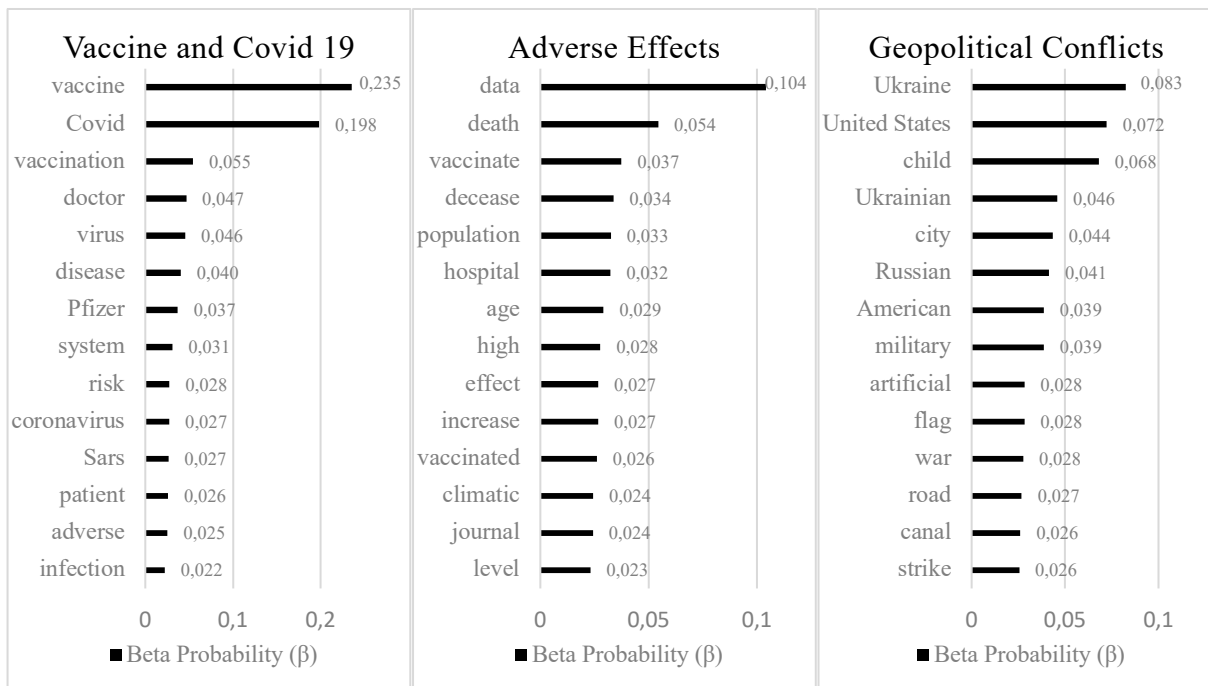 Vaccine and Covid 19
vaccine 0,235
Covid 0,198
vaccination 0,055
doctor 0,047
virus 0,046
disease 0,040
Pfizer 0,037
system 0,031
risk 0,028
coronavirus 0,027
Sars 0,027
patient 0,026
adverse 0,025
infection 0,022
0 0,1 0,2
Beta Probability (β)
Adverse Effects
data 0,104
death 0,054
vaccinate 0,037
decease 0,034
population 0,033
hospital 0,032
age 0,029
high 0,028
effect 0,027
increase 0,027
vaccinated 0,026
climatic 0,024
journal 0,024
level 0,023
0 0,05 0,1
Beta Probability (β)
Geopolitical Conflicts
Ukraine 0,083
United States 0,072
child 0,068
Ukrainian 0,046
city 0,044
Russian 0,041
American 0,039
military 0,039
artificial 0,028
flag 0,028
war 0,028
road 0,027
canal 0,026
strike 0,026
0 0,05 0,1
Beta Probability (β)